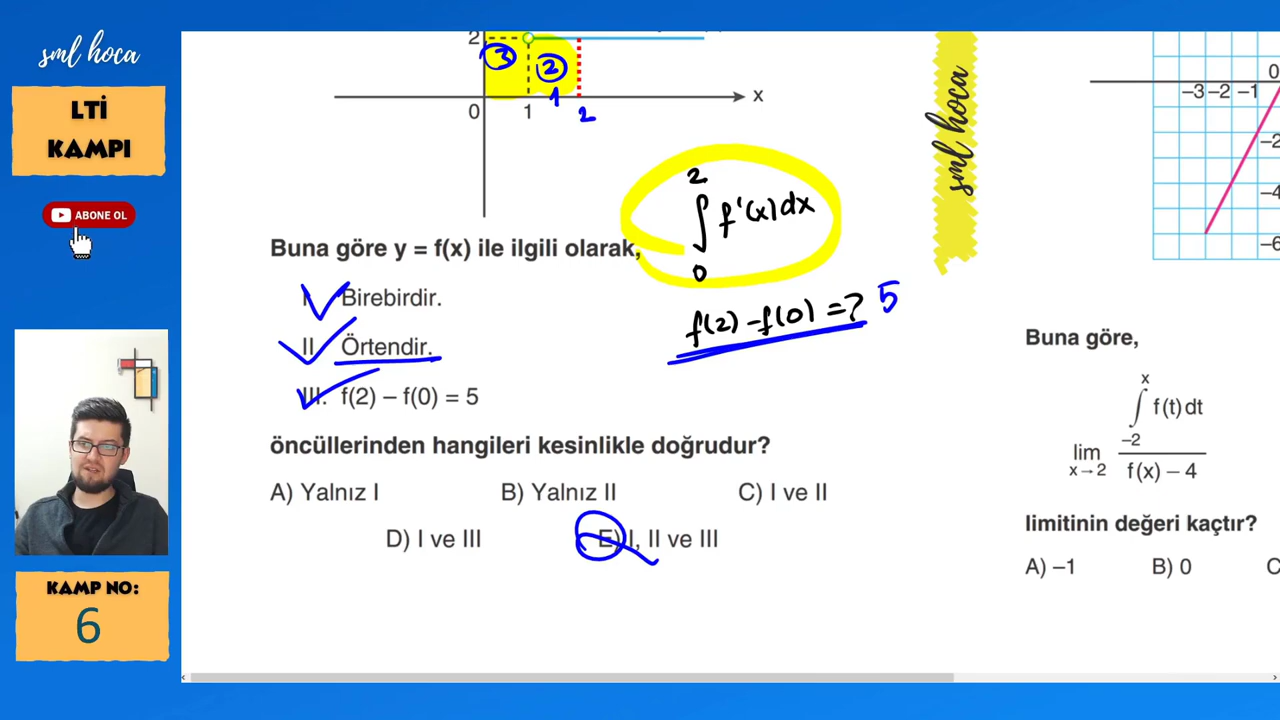 sml hoca
LTİ
KAMPI
ABONE OL
KAMP NO:
6
2
3
2
1
0
1
2
x
2
∫ f'(x)dx
0
f(2) – f(0) = ? 5
Buna göre y = f(x) ile ilgili olarak,
I. Birebirdir.
II. Örtendir.
III. f(2) – f(0) = 5
öncüllerinden hangileri kesinlikle doğrudur?
A) Yalnız I B) Yalnız II C) I ve II
D) I ve III E) I, II ve III
sml hoca
–3 –2 –1 0
–2
–4
–6
Buna göre,
x
∫ f(t) dt
–2
lim
x→2
f(x) – 4
limitinin değeri kaçtır?
A) –1 B) 0 C